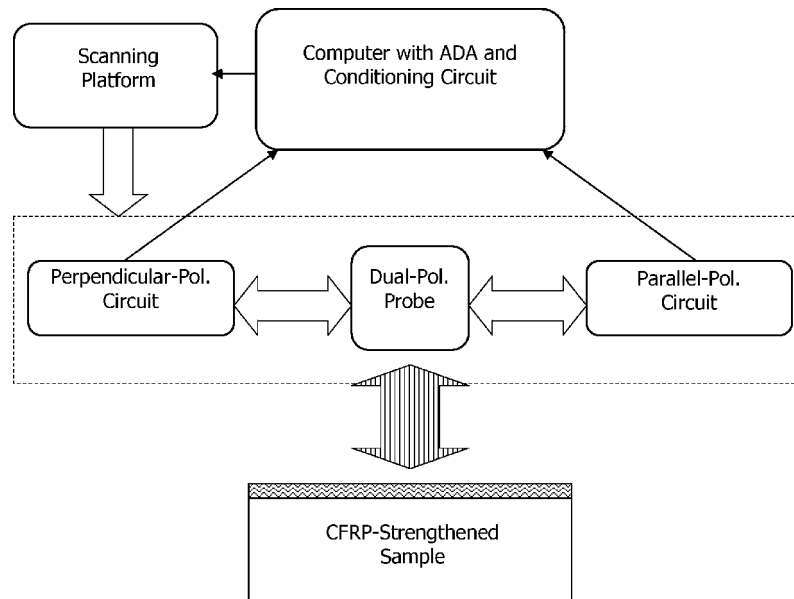 Scanning
Platform
Computer with ADA and
Conditioning Circuit
Perpendicular-Pol.
Circuit
Dual-Pol.
Probe
Parallel-Pol.
Circuit
CFRP-Strengthened
Sample